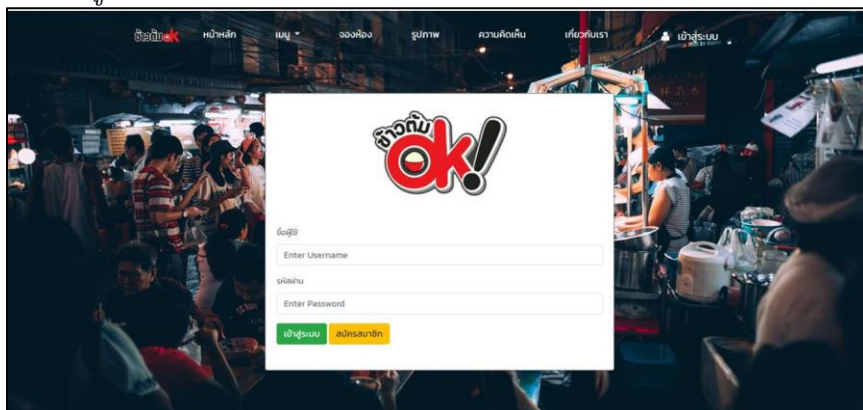 ข้าวต้มok หน้าหลัก เมนู จองห้อง รูปภาพ ความคิดเห็น เกี่ยวกับเรา เข้าสู่ระบบ
ข้าวต้ม
Ok!
ชื่อผู้ใช้
Enter Username
รหัสผ่าน
Enter Password
เข้าสู่ระบบ สมัครสมาชิก